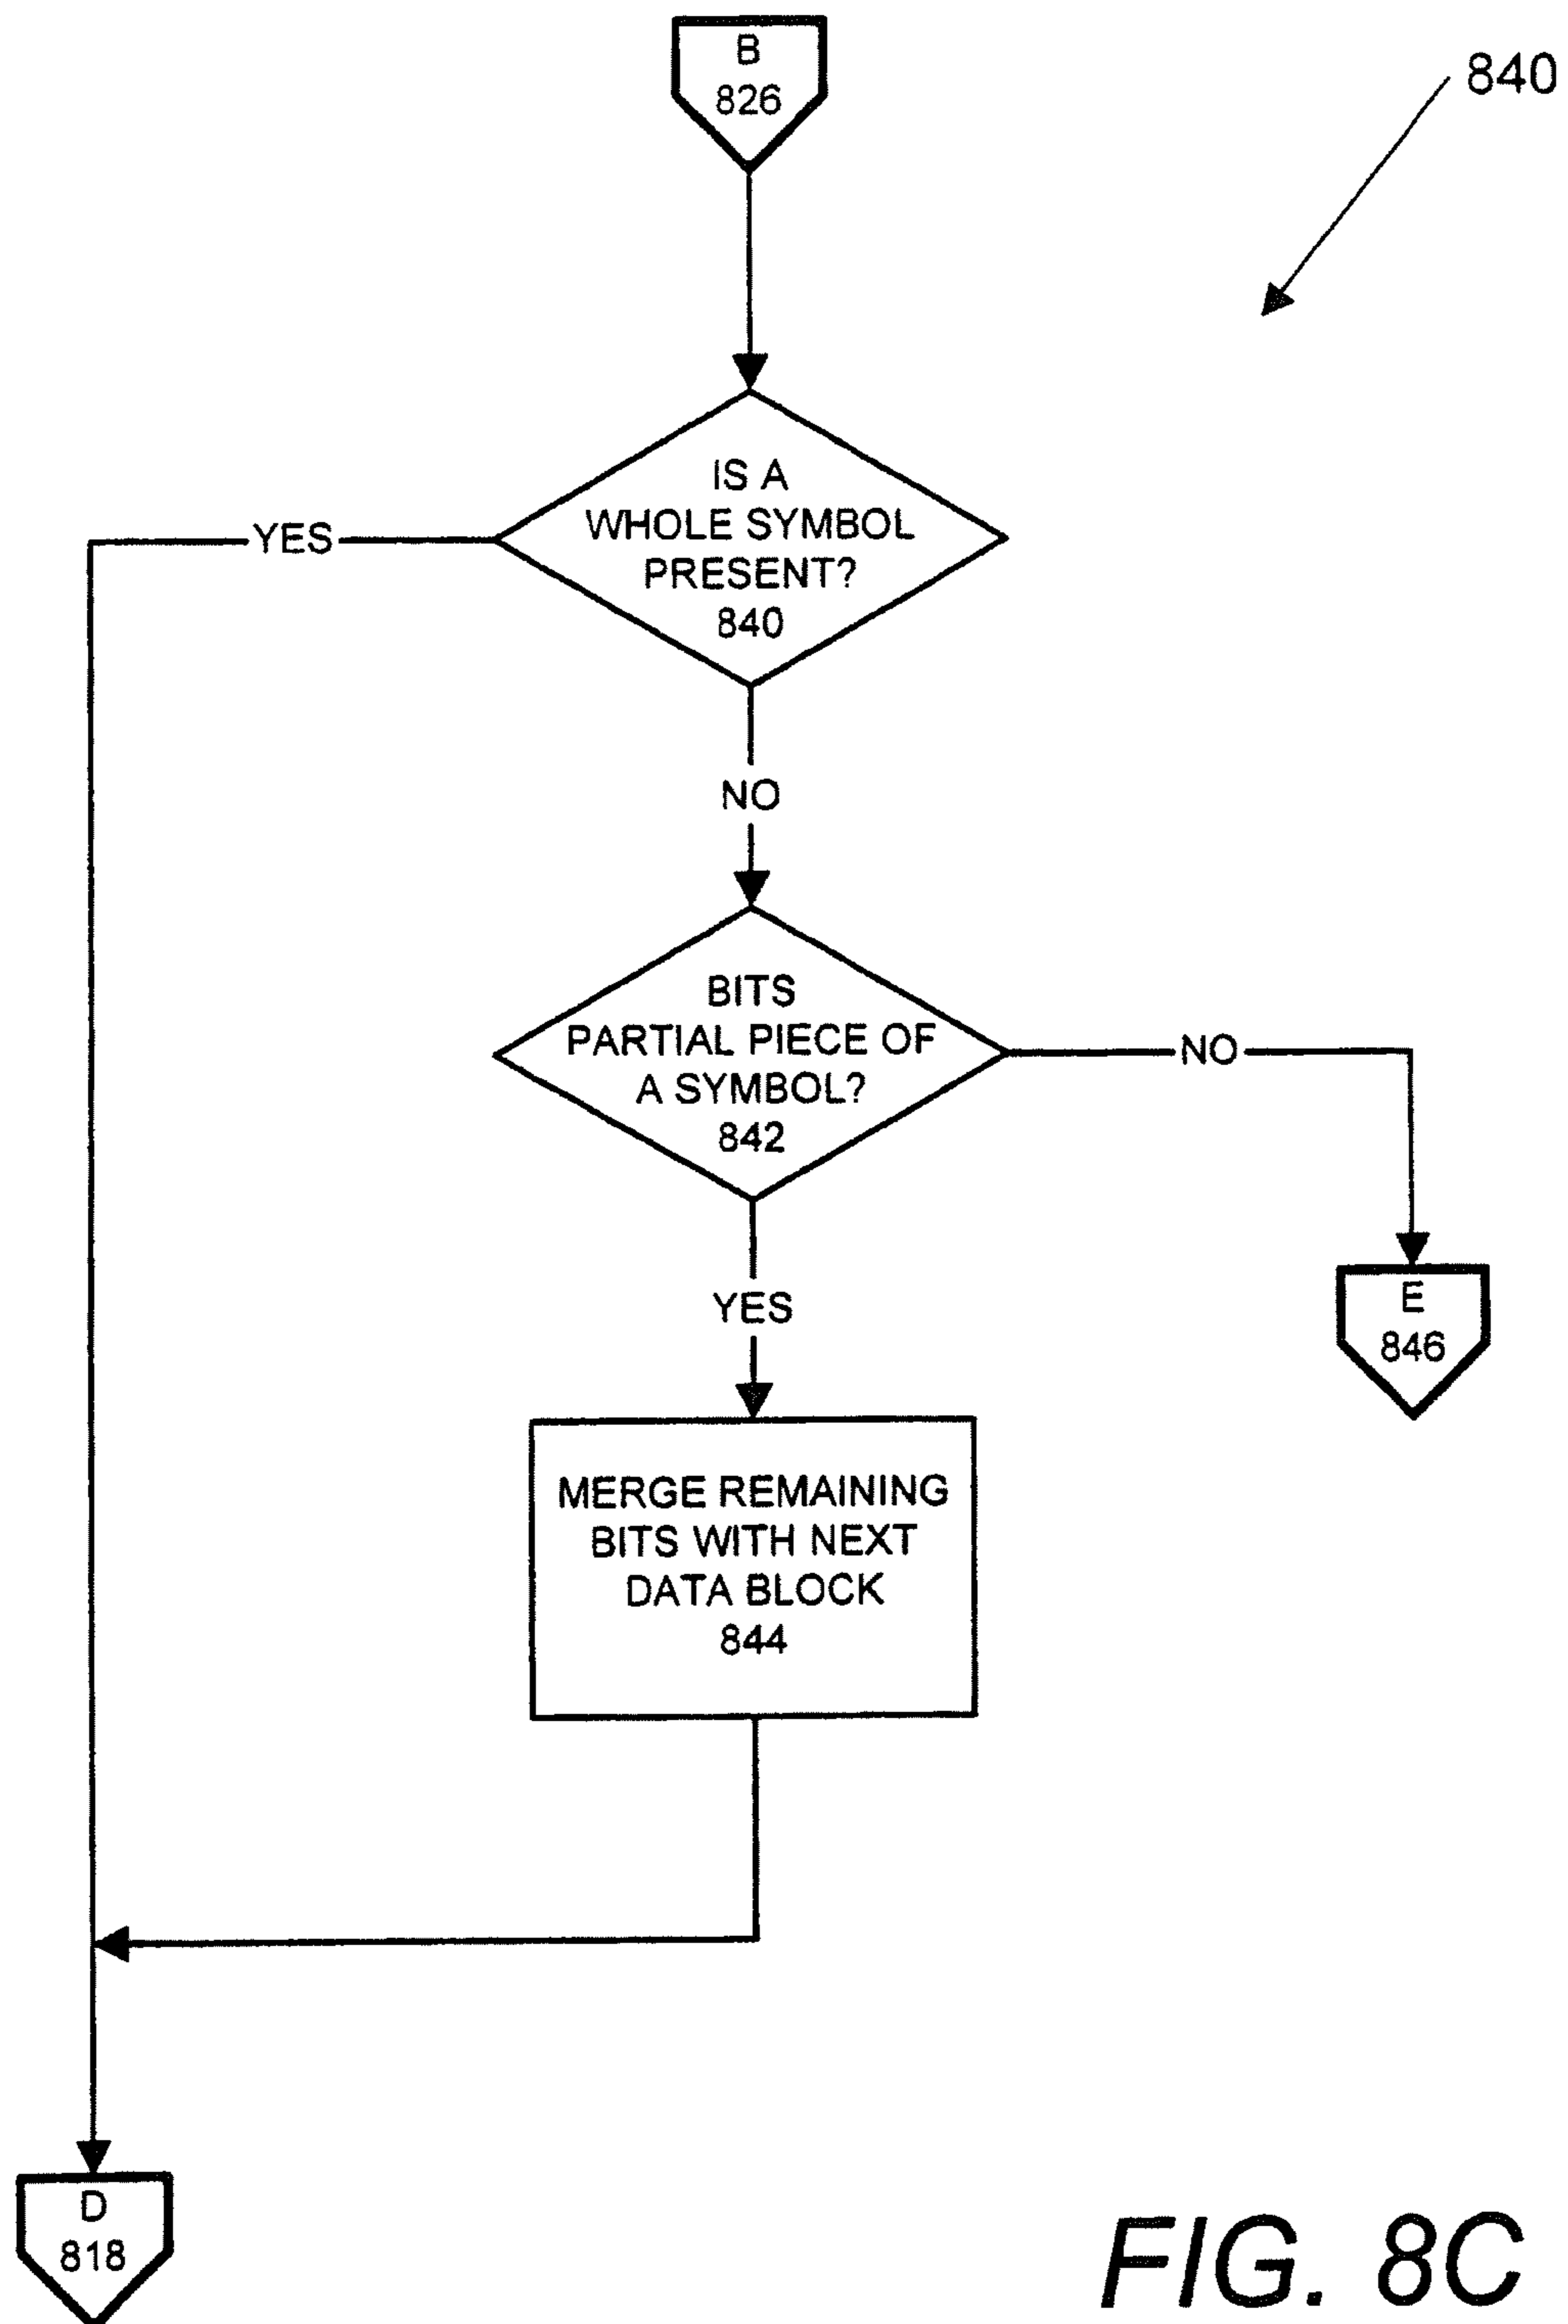 B
826
840
IS A
WHOLE SYMBOL
PRESENT?
840
YES
NO
BITS
PARTIAL PIECE OF
A SYMBOL?
842
NO
YES
E
846
MERGE REMAINING
BITS WITH NEXT
DATA BLOCK
844
D
818
FIG. 8C